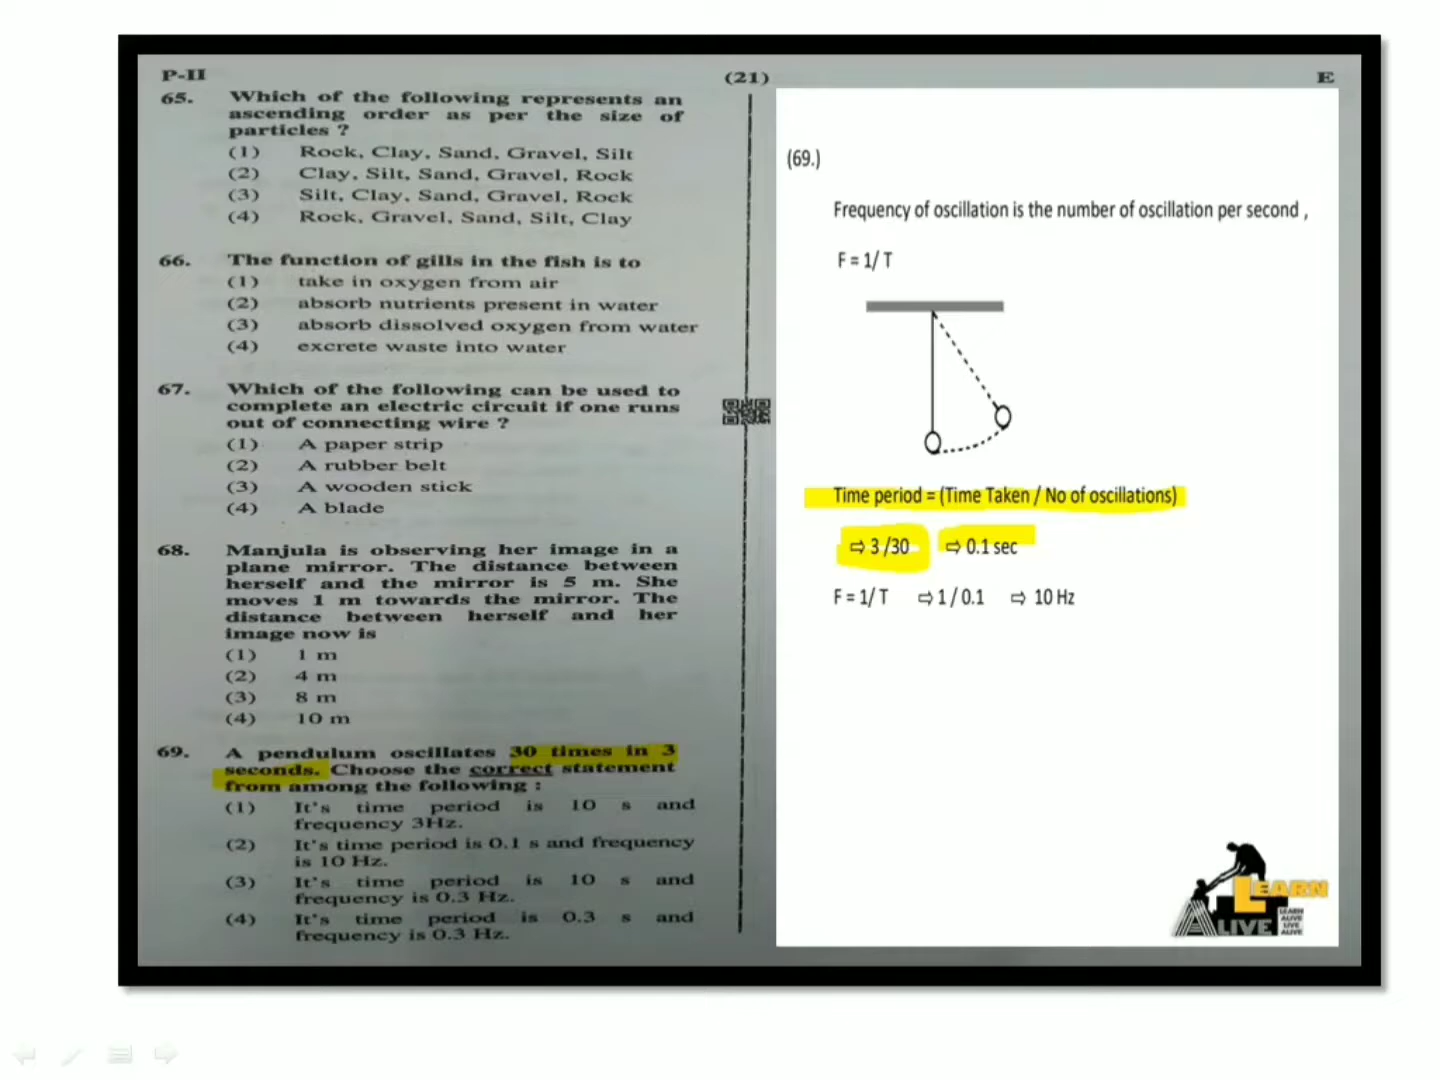 P-II
(21)
E
65. Which of the following represents an
ascending order as per the size of
particles ?
(1) Rock, Clay, Sand, Gravel, Silt
(2) Clay, Silt, Sand, Gravel, Rock
(3) Silt, Clay, Sand, Gravel, Rock
(4) Rock, Gravel, Sand, Silt, Clay
66. The function of gills in the fish is to
(1) take in oxygen from air
(2) absorb nutrients present in water
(3) absorb dissolved oxygen from water
(4) excrete waste into water
67. Which of the following can be used to
complete an electric circuit if one runs
out of connecting wire ?
(1) A paper strip
(2) A rubber belt
(3) A wooden stick
(4) A blade
68. Manjula is observing her image in a
plane mirror. The distance between
herself and the mirror is 5 m. She
moves 1 m towards the mirror. The
distance between herself and her
image now is
(1) 1 m
(2) 4 m
(3) 8 m
(4) 10 m
69. A pendulum oscillates 30 times in 3
seconds. Choose the correct statement
from among the following :
(1) It's time period is 10 s and
frequency 3Hz.
(2) It's time period is 0.1 s and frequency
is 10 Hz.
(3) It's time period is 10 s and
frequency is 0.3 Hz.
(4) It's time period is 0.3 s and
frequency is 0.3 Hz.
(69.)
Frequency of oscillation is the number of oscillation per second ,
F = 1/ T
Time period = (Time Taken / No of oscillations)
⇨ 3 /30 ⇨ 0.1 sec
F = 1/ T ⇨ 1 / 0.1 ⇨ 10 Hz
LEARN
ALIVE
LEARN
ALIVE
LIVE
ALIVE